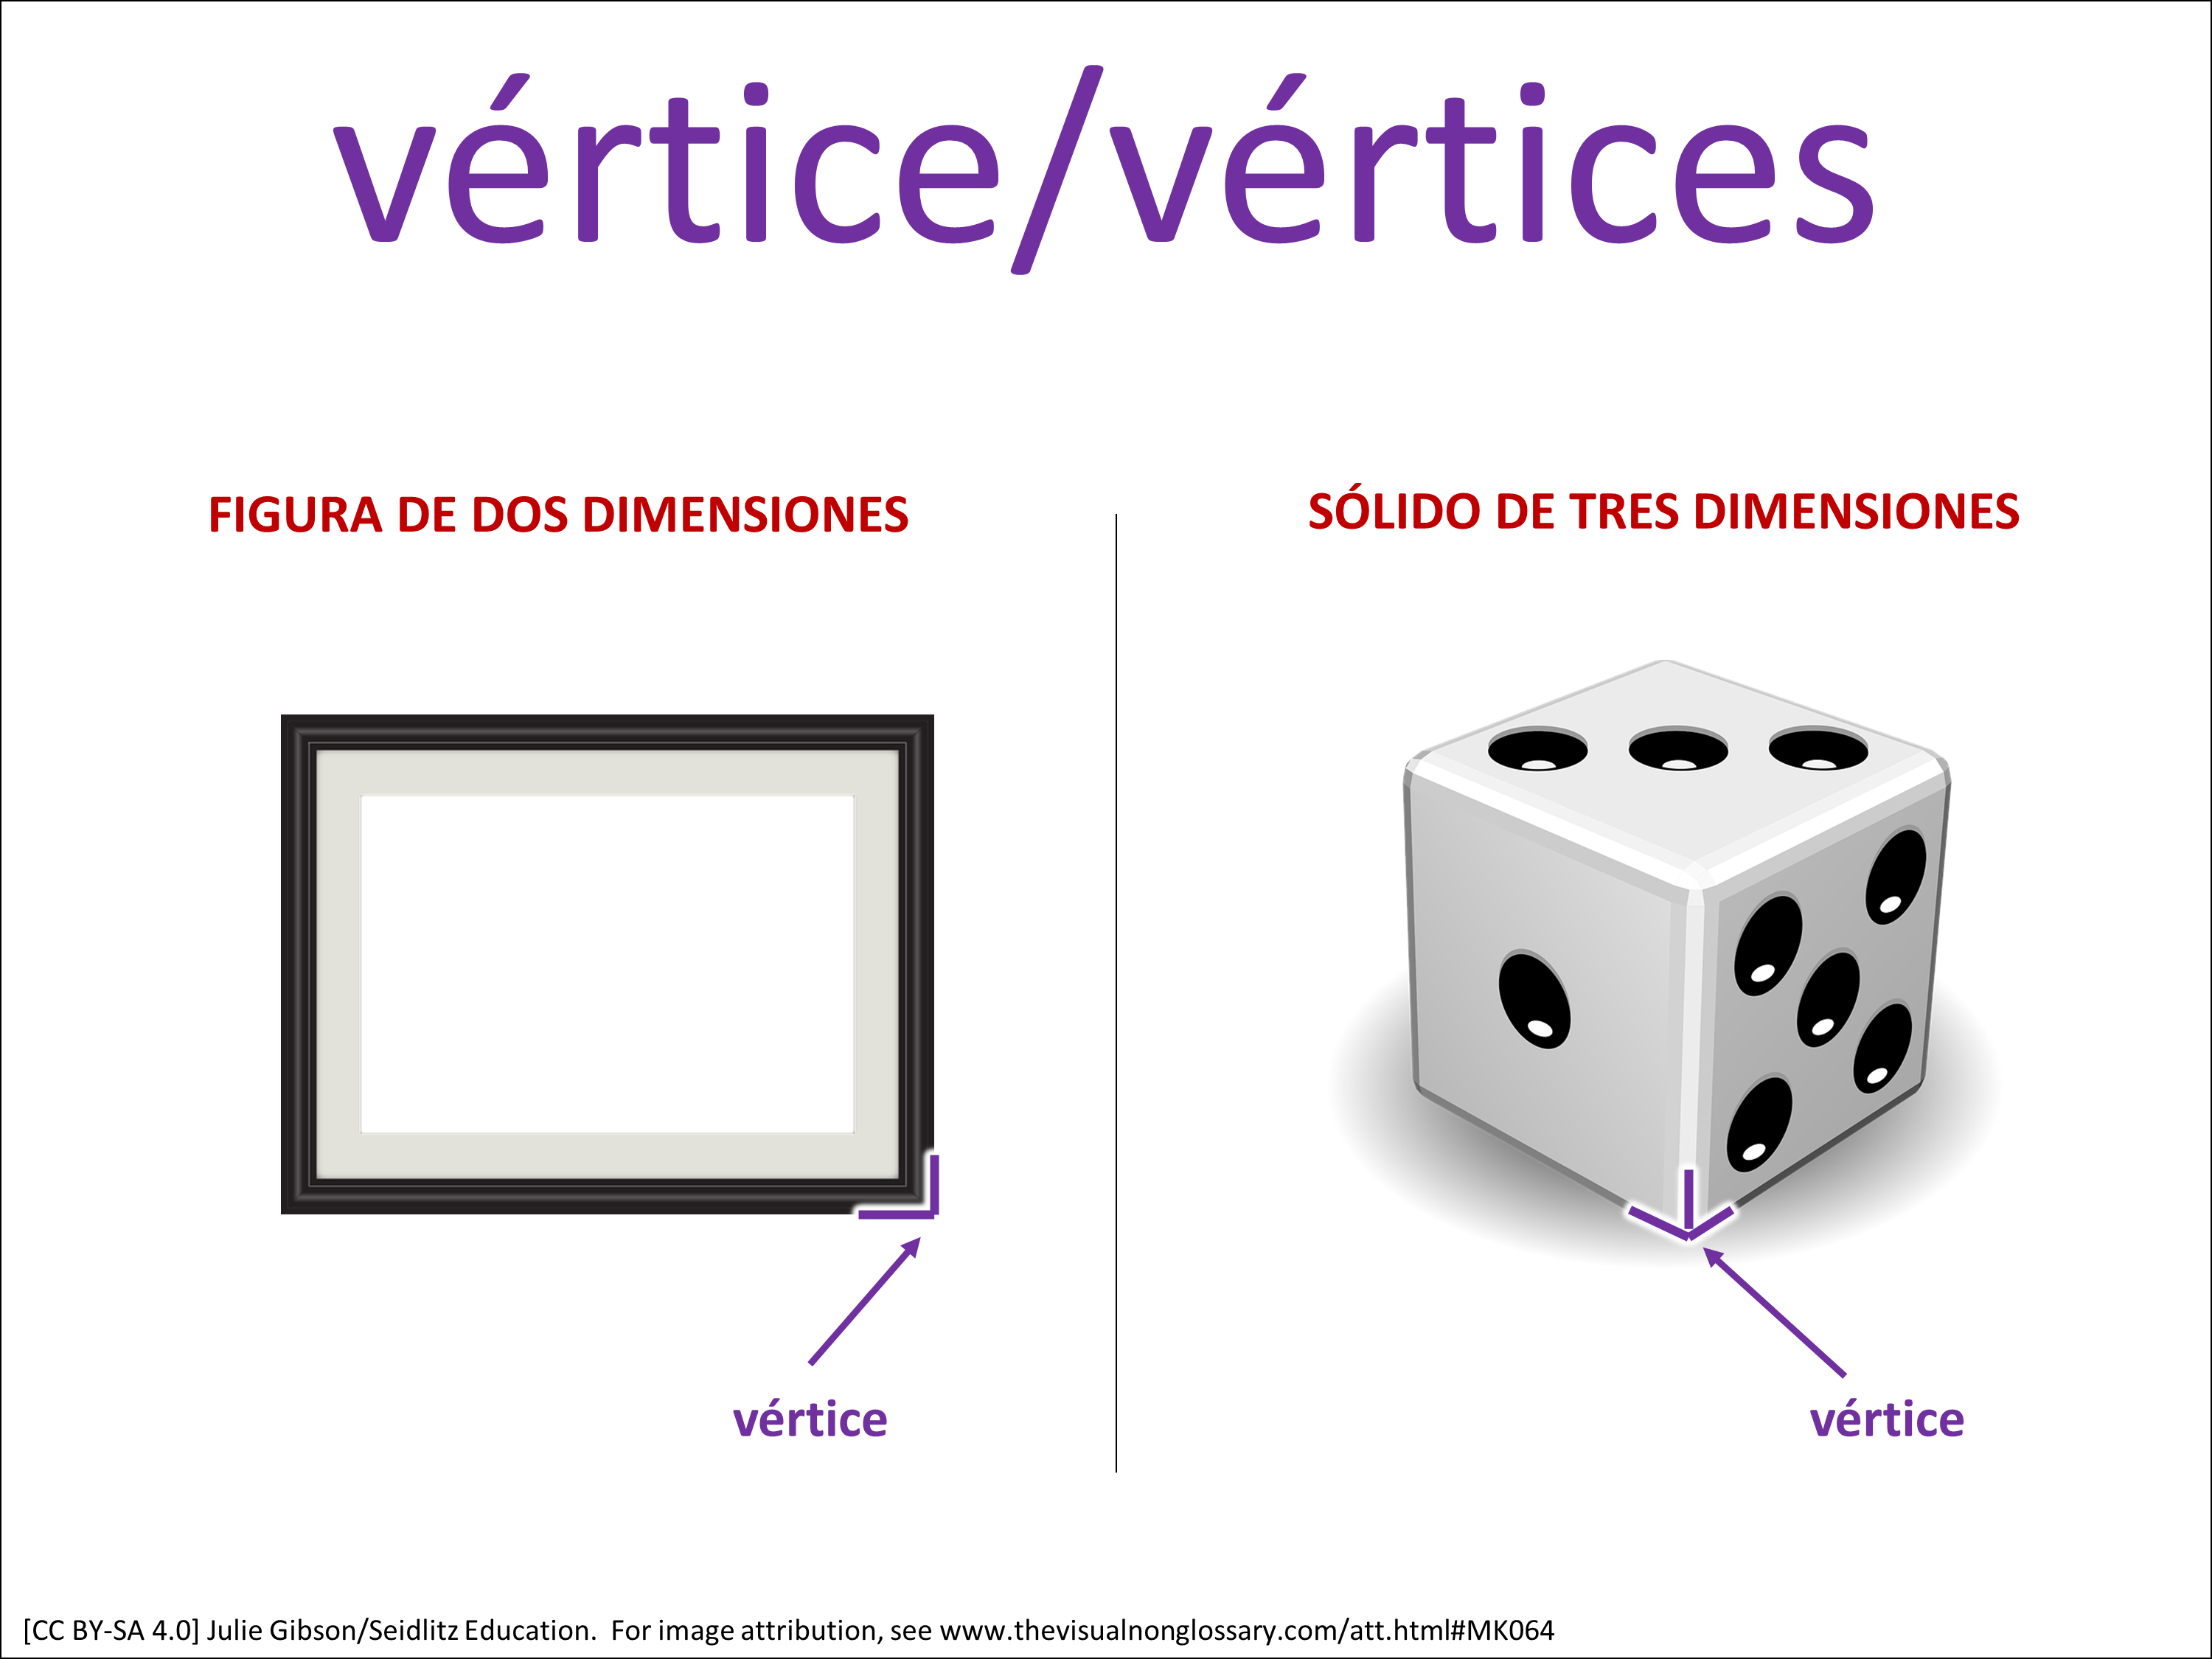 vértice/vértices
FIGURA DE DOS DIMENSIONES
SÓLIDO DE TRES DIMENSIONES
vértice
vértice
[CC BY-SA 4.0] Julie Gibson/Seidlitz Education.  For image attribution, see www.thevisualnonglossary.com/att.html#MK064